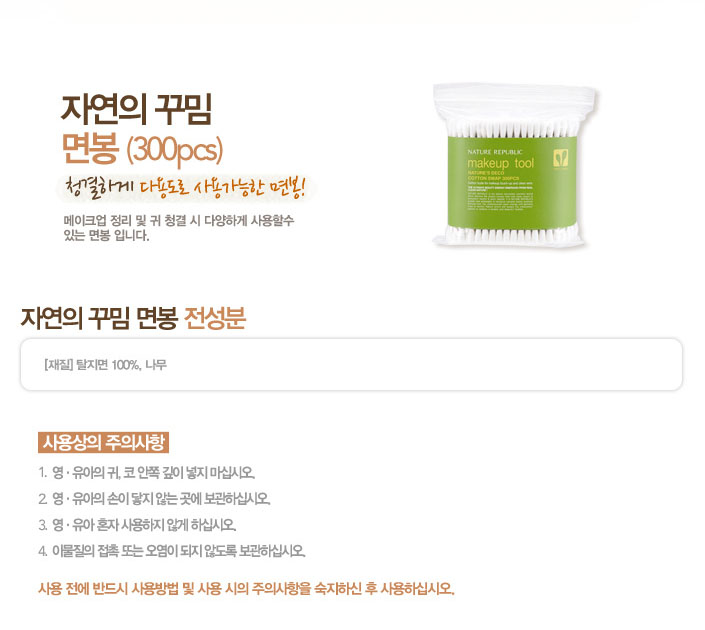 자연의 꾸밈
면봉 (300pcs)
청결하게 다용도로 사용가능한 면봉!
메이크업 정리 및 귀 청결 시 다양하게 사용할수
있는 면봉 입니다.
NATURE REPUBLIC
makeup tool
NATURE'S DECO
COTTON SWAP 300PCS
자연의 꾸밈 면봉 전성분
[재질] 탈지면 100%, 나무
사용상의 주의사항
1. 영·유아의 귀, 코 안쪽 깊이 넣지 마십시오.
2. 영·유아의 손이 닿지 않는 곳에 보관하십시오.
3. 영·유아 혼자 사용하지 않게 하십시오.
4. 이물질의 접촉 또는 오염이 되지 않도록 보관하십시오.
사용 전에 반드시 사용방법 및 사용 시의 주의사항을 숙지하신 후 사용하십시오.